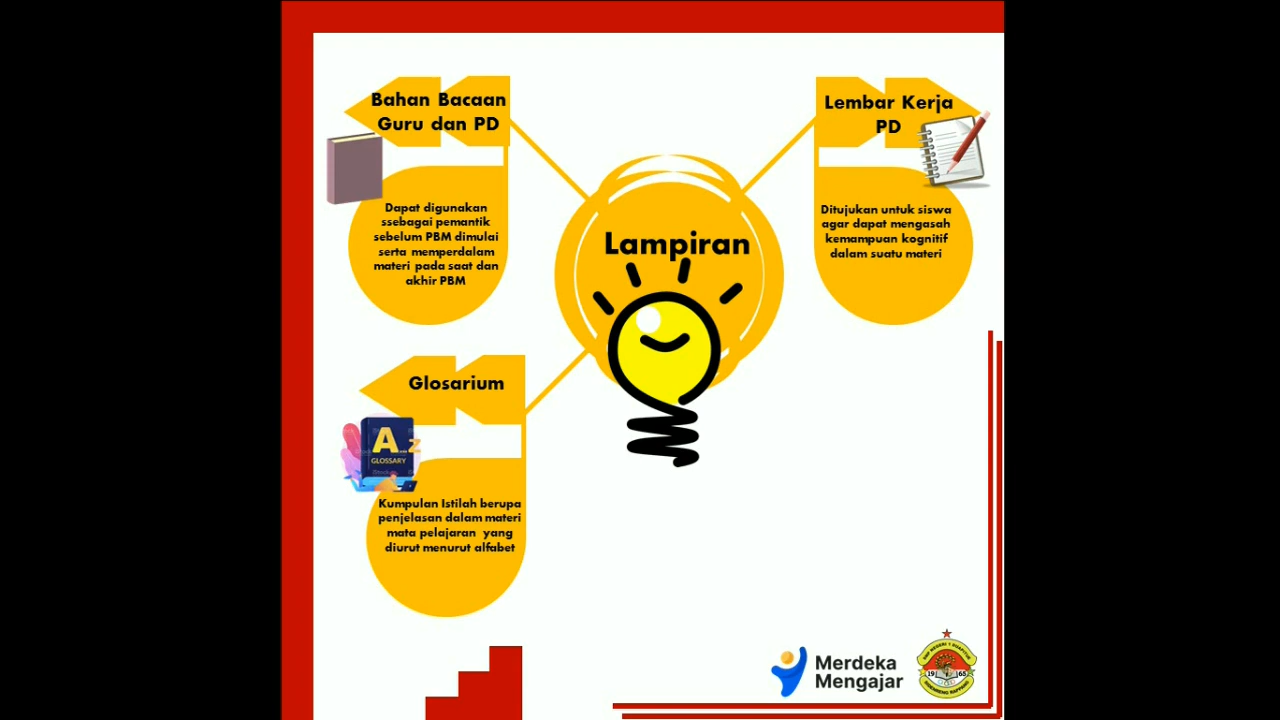 Bahan Bacaan
Guru dan PD
Dapat digunakan
ssebagai pemantik
sebelum PBM dimulai
serta memperdalam
materi pada saat dan
akhir PBM
Lampiran
Lembar Kerja
PD
Ditujukan untuk siswa
agar dapat mengasah
kemampuan kognitif
dalam suatu materi
Glosarium
A
Z
GLOSSARY
Kumpulan Istilah berupa
penjelasan dalam materi
mata pelajaran yang
diurut menurut alfabet
Merdeka
Mengajar
19 65